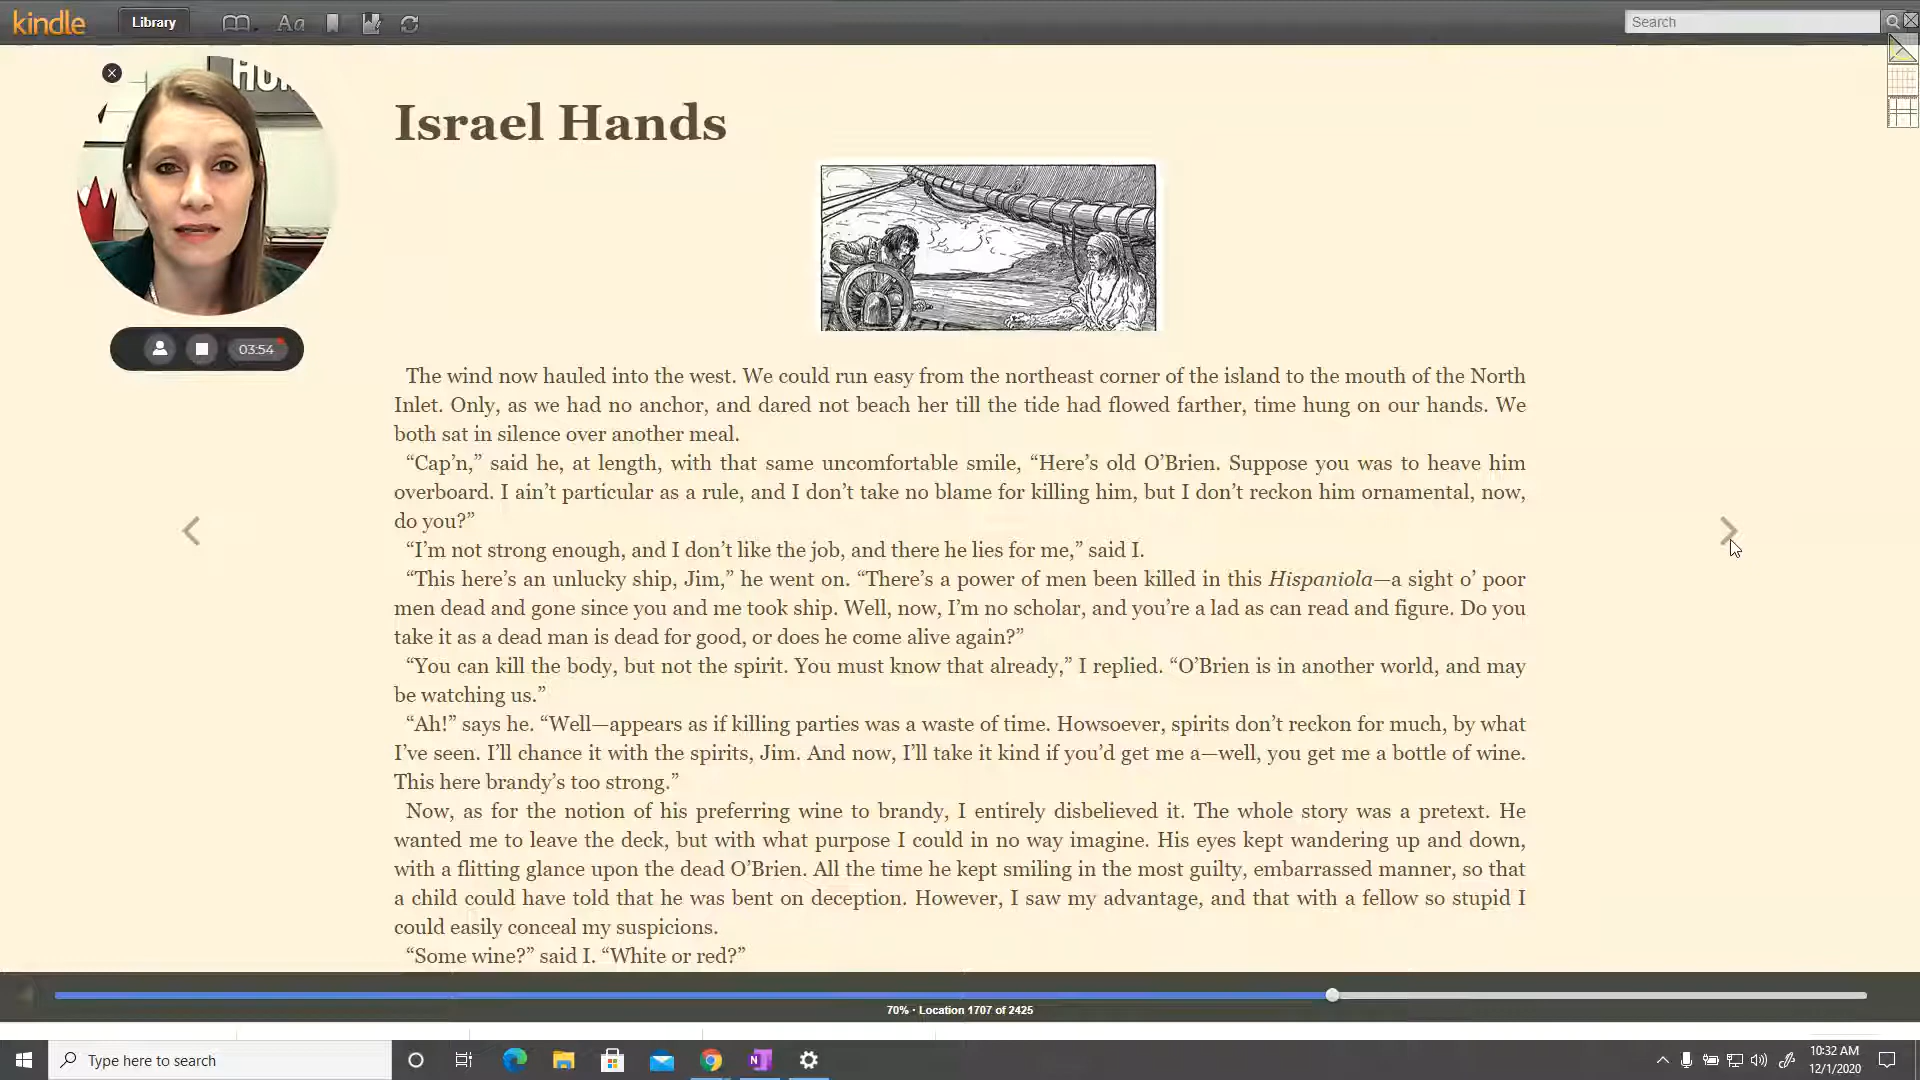 kindle
Library
Aa
Search
HOM
Israel Hands
03:54
The wind now hauled into the west. We could run easy from the northeast corner of the island to the mouth of the North
Inlet. Only, as we had no anchor, and dared not beach her till the tide had flowed farther, time hung on our hands. We
both sat in silence over another meal.
“Cap’n,” said he, at length, with that same uncomfortable smile, “Here’s old O’Brien. Suppose you was to heave him
overboard. I ain’t particular as a rule, and I don’t take no blame for killing him, but I don’t reckon him ornamental, now,
do you?”
“I’m not strong enough, and I don’t like the job, and there he lies for me,” said I.
“This here’s an unlucky ship, Jim,” he went on. “There’s a power of men been killed in this Hispaniola—a sight o’ poor
men dead and gone since you and me took ship. Well, now, I’m no scholar, and you’re a lad as can read and figure. Do you
take it as a dead man is dead for good, or does he come alive again?”
“You can kill the body, but not the spirit. You must know that already,” I replied. “O’Brien is in another world, and may
be watching us.”
“Ah!” says he. “Well—appears as if killing parties was a waste of time. Howsoever, spirits don’t reckon for much, by what
I’ve seen. I’ll chance it with the spirits, Jim. And now, I’ll take it kind if you’d get me a—well, you get me a bottle of wine.
This here brandy’s too strong.”
Now, as for the notion of his preferring wine to brandy, I entirely disbelieved it. The whole story was a pretext. He
wanted me to leave the deck, but with what purpose I could in no way imagine. His eyes kept wandering up and down,
with a flitting glance upon the dead O’Brien. All the time he kept smiling in the most guilty, embarrassed manner, so that
a child could have told that he was bent on deception. However, I saw my advantage, and that with a fellow so stupid I
could easily conceal my suspicions.
“Some wine?” said I. “White or red?”
70% · Location 1707 of 2425
Type here to search
N
10:32 AM
12/1/2020